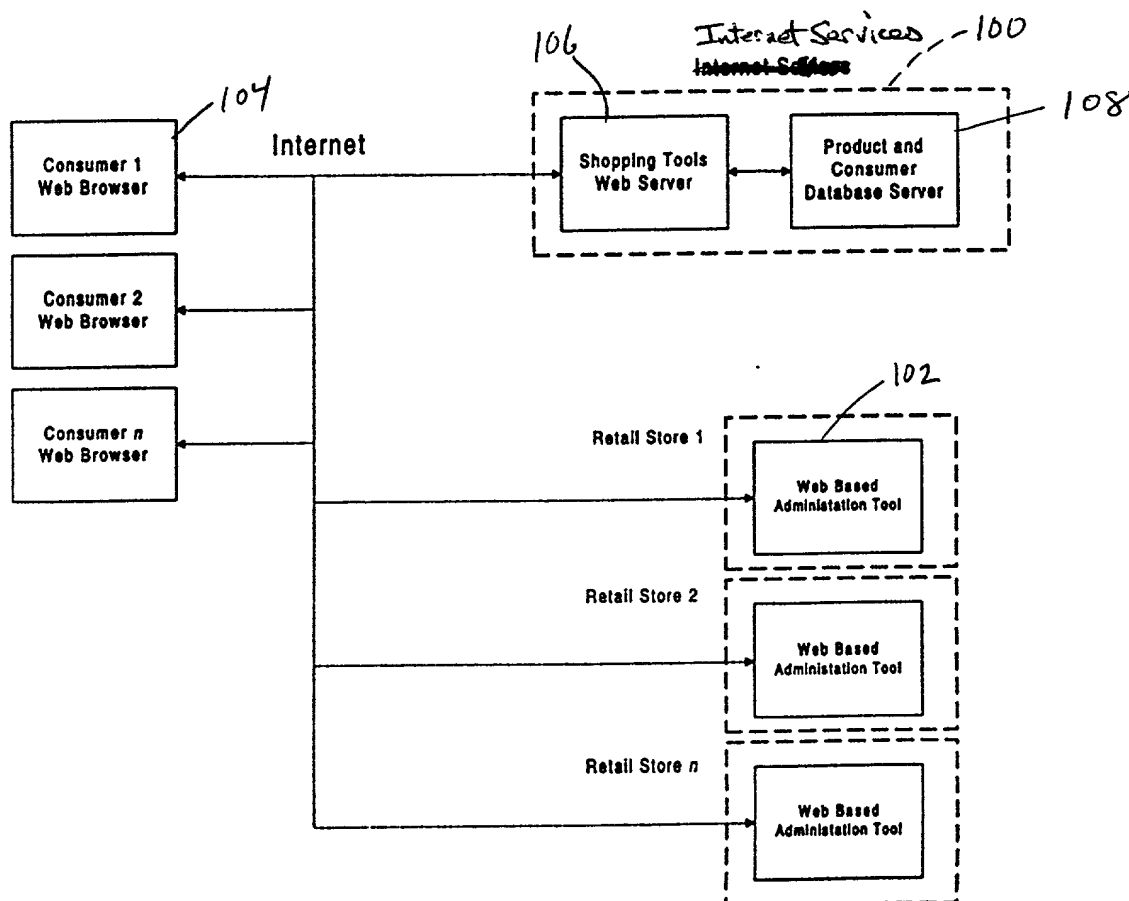 Internet Services
100
106
104
108
Consumer 1
Web Browser
Internet
Shopping Tools
Web Server
Product and
Consumer
Database Server
Consumer 2
Web Browser
Consumer n
Web Browser
102
Retail Store 1
Web Based
Administation Tool
Retail Store 2
Web Based
Administation Tool
Retail Store n
Web Based
Administation Tool